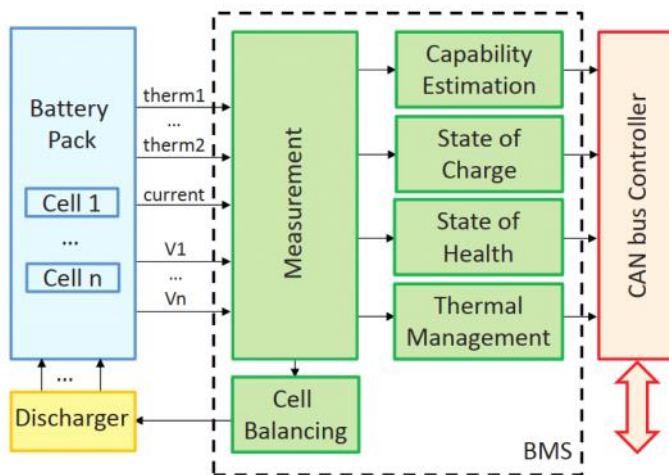 Battery
Pack
Cell 1
...
Cell n
therm1
...
therm2
current
V1
...
Vn
Measurement
Capability
Estimation
State of
Charge
State of
Health
Thermal
Management
CAN bus Controller
...
Discharger
Cell
Balancing
BMS